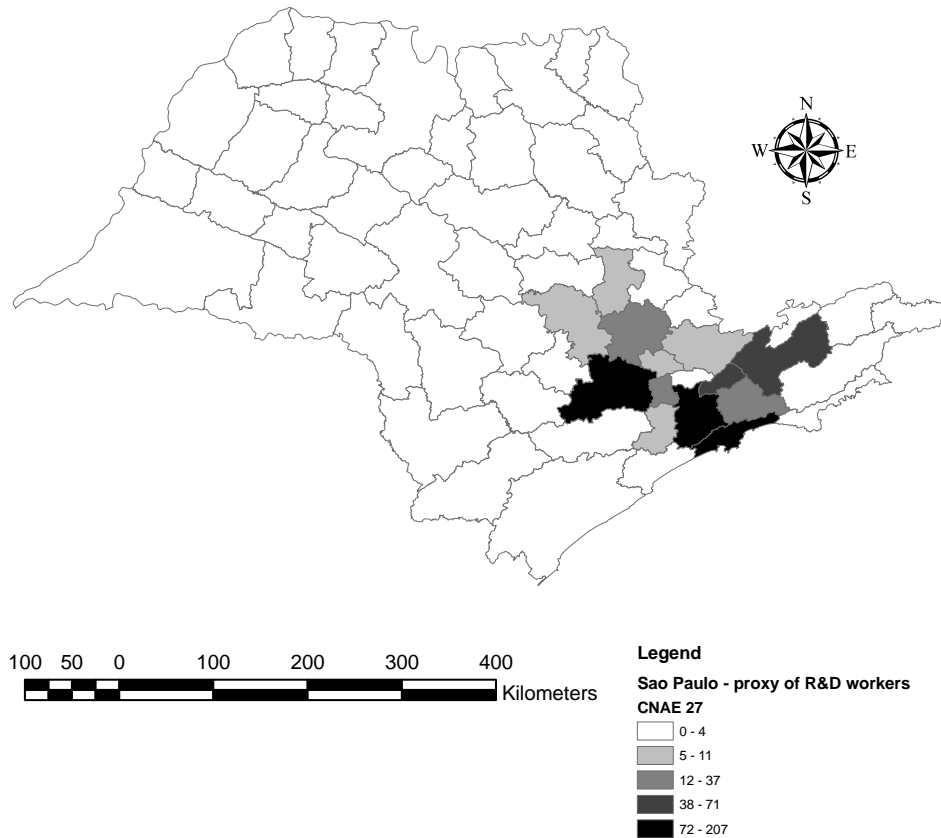 N
W E
S
100 50 0 100 200 300 400
Kilometers
Legend
Sao Paulo - proxy of R&D workers
CNAE 27
0 - 4
5 - 11
12 - 37
38 - 71
72 - 207